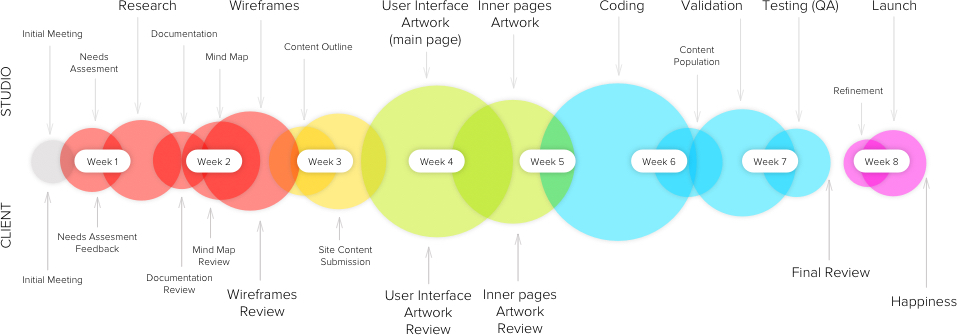 Research
Wireframes
User Interface
Artwork
(main page)
Inner pages
Artwork
Coding
Validation
Testing (QA)
Launch
Initial Meeting
Needs
Assesment
Documentation
Mind Map
Content Outline
Content
Population
Refinement
STUDIO
Week 1
Week 2
Week 3
Week 4
Week 5
Week 6
Week 7
Week 8
CLIENT
Initial Meeting
Needs Assesment
Feedback
Documentation
Review
Mind Map
Review
Wireframes
Review
Site Content
Submission
User Interface
Artwork
Review
Inner pages
Artwork
Review
Final Review
Happiness